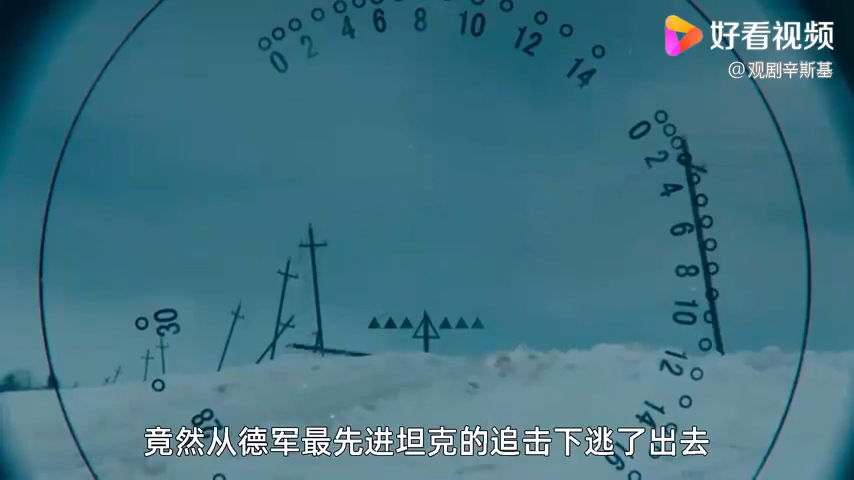 好看视频
@观剧辛斯基
0 2 4 6 8 10 12 14
0 2 4 6 8 10 12 14 16
30
竟然从德军最先进坦克的追击下逃了出去